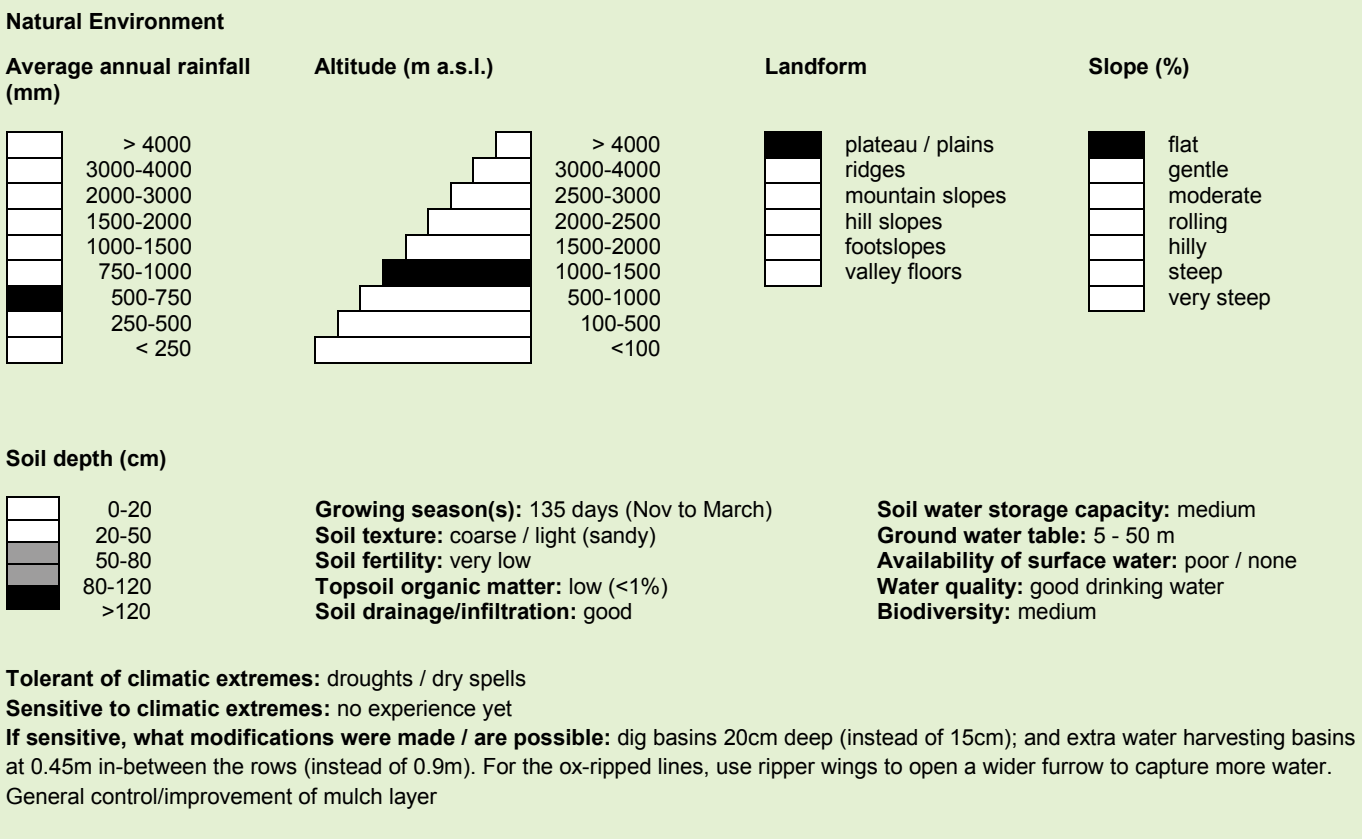 Natural Environment
Average annual rainfall
(mm)
> 4000
3000-4000
2000-3000
1500-2000
1000-1500
750-1000
500-750
250-500
< 250
Altitude (m a.s.l.)
> 4000
3000-4000
2500-3000
2000-2500
1500-2000
1000-1500
500-1000
100-500
<100
Landform
plateau / plains
ridges
mountain slopes
hill slopes
footslopes
valley floors
Slope (%)
flat
gentle
moderate
rolling
hilly
steep
very steep
Soil depth (cm)
0-20
20-50
50-80
80-120
>120
Growing season(s): 135 days (Nov to March)
Soil texture: coarse / light (sandy)
Soil fertility: very low
Topsoil organic matter: low (<1%)
Soil drainage/infiltration: good
Soil water storage capacity: medium
Ground water table: 5 - 50 m
Availability of surface water: poor / none
Water quality: good drinking water
Biodiversity: medium
Tolerant of climatic extremes: droughts / dry spells
Sensitive to climatic extremes: no experience yet
If sensitive, what modifications were made / are possible: dig basins 20cm deep (instead of 15cm); and extra water harvesting basins
at 0.45m in-between the rows (instead of 0.9m). For the ox-ripped lines, use ripper wings to open a wider furrow to capture more water.
General control/improvement of mulch layer